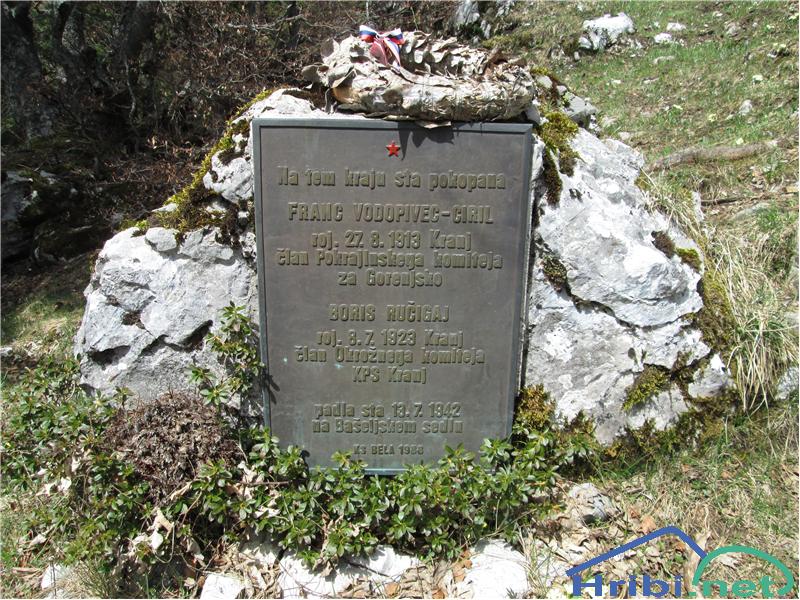 Na tem kraju sta pokopana
FRANC VODOPIVEC-CIRIL
roj. 27. 8. 1913 Kranj
član Pokrajinskega komiteja
za Gorenjsko
BORIS RUČIGAJ
roj. 8. 7. 1923 Kranj
član Okrožnega komiteja
KPS Kranj
padla sta 13. 7. 1942
na Bašeljskem sedlu
KS BELA 1988
Hribi.net